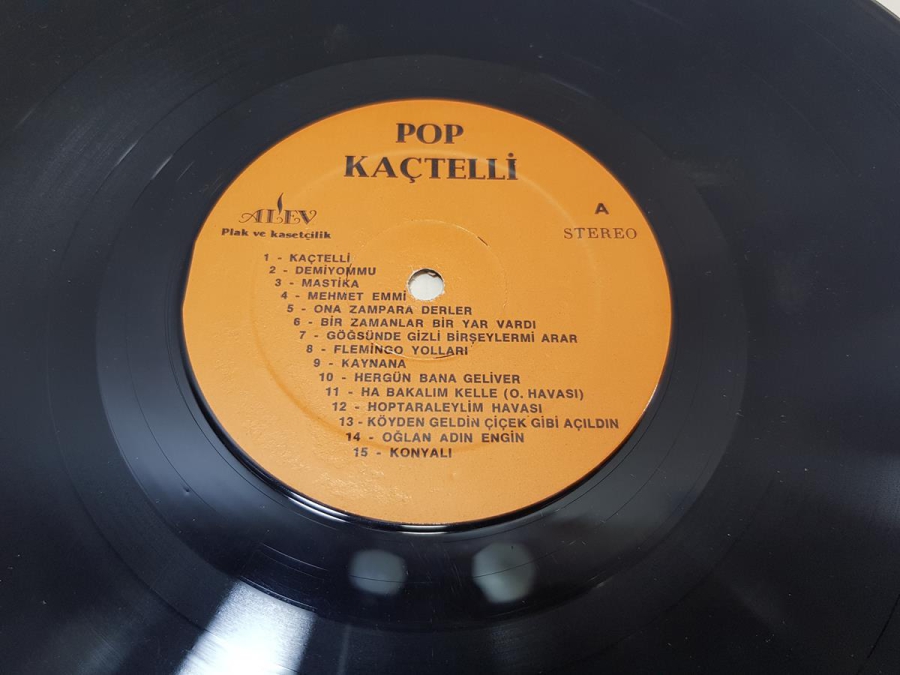 POP
KAÇTELLİ
ALEV
Plak ve kasetçilik
A
STEREO
1 - KAÇTELLİ
2 - DEMİYOMMU
3 - MASTİKA
4 - MEHMET EMMİ
5 - ONA ZAMPARA DERLER
6 - BİR ZAMANLAR BİR YAR VARDI
7 - GÖĞSÜNDE GİZLİ BİRŞEYLERMİ ARAR
8 - FLEMİNGO YOLLARI
9 - KAYNANA
10 - HERGÜN BANA GELİVER
11 - HA BAKALIM KELLE (O. HAVASI)
12 - HOPTARALEYLİM HAVASI
13 - KÖYDEN GELDİN ÇİÇEK GİBİ AÇILDIN
14 - OĞLAN ADIN ENGİN
15 - KONYALI